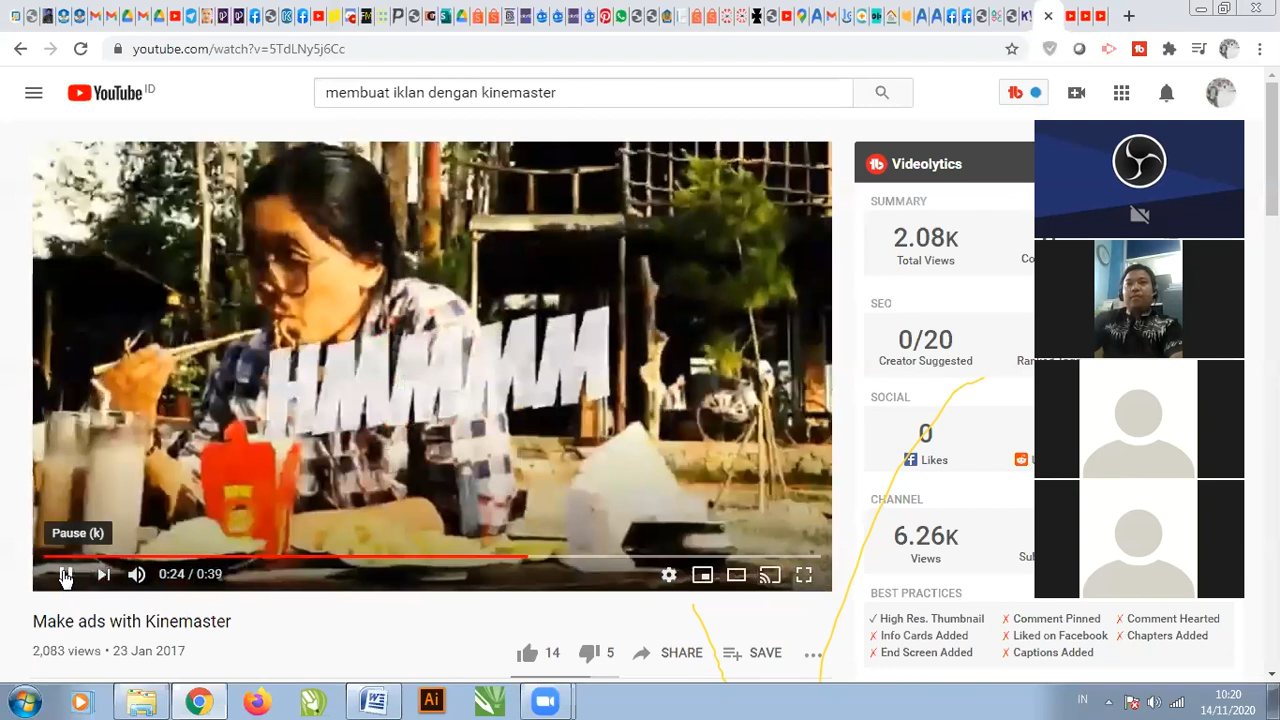 youtube.com/watch?v=5TdLNy5j6Cc
YouTube ID
membuat iklan dengan kinemaster
HMMMMM
Pause (k)
0:24 / 0:39
Make ads with Kinemaster
2,083 views • 23 Jan 2017
14
5
SHARE
SAVE
Videolytics
SUMMARY
2.08K
Total Views
SEO
0/20
Creator Suggested
SOCIAL
0
Likes
CHANNEL
6.26K
Views
BEST PRACTICES
✓ High Res. Thumbnail ✗ Comment Pinned ✗ Comment Hearted
✗ Info Cards Added ✗ Liked on Facebook ✗ Chapters Added
✗ End Screen Added ✗ Captions Added
Ai
IN
10:20
14/11/2020